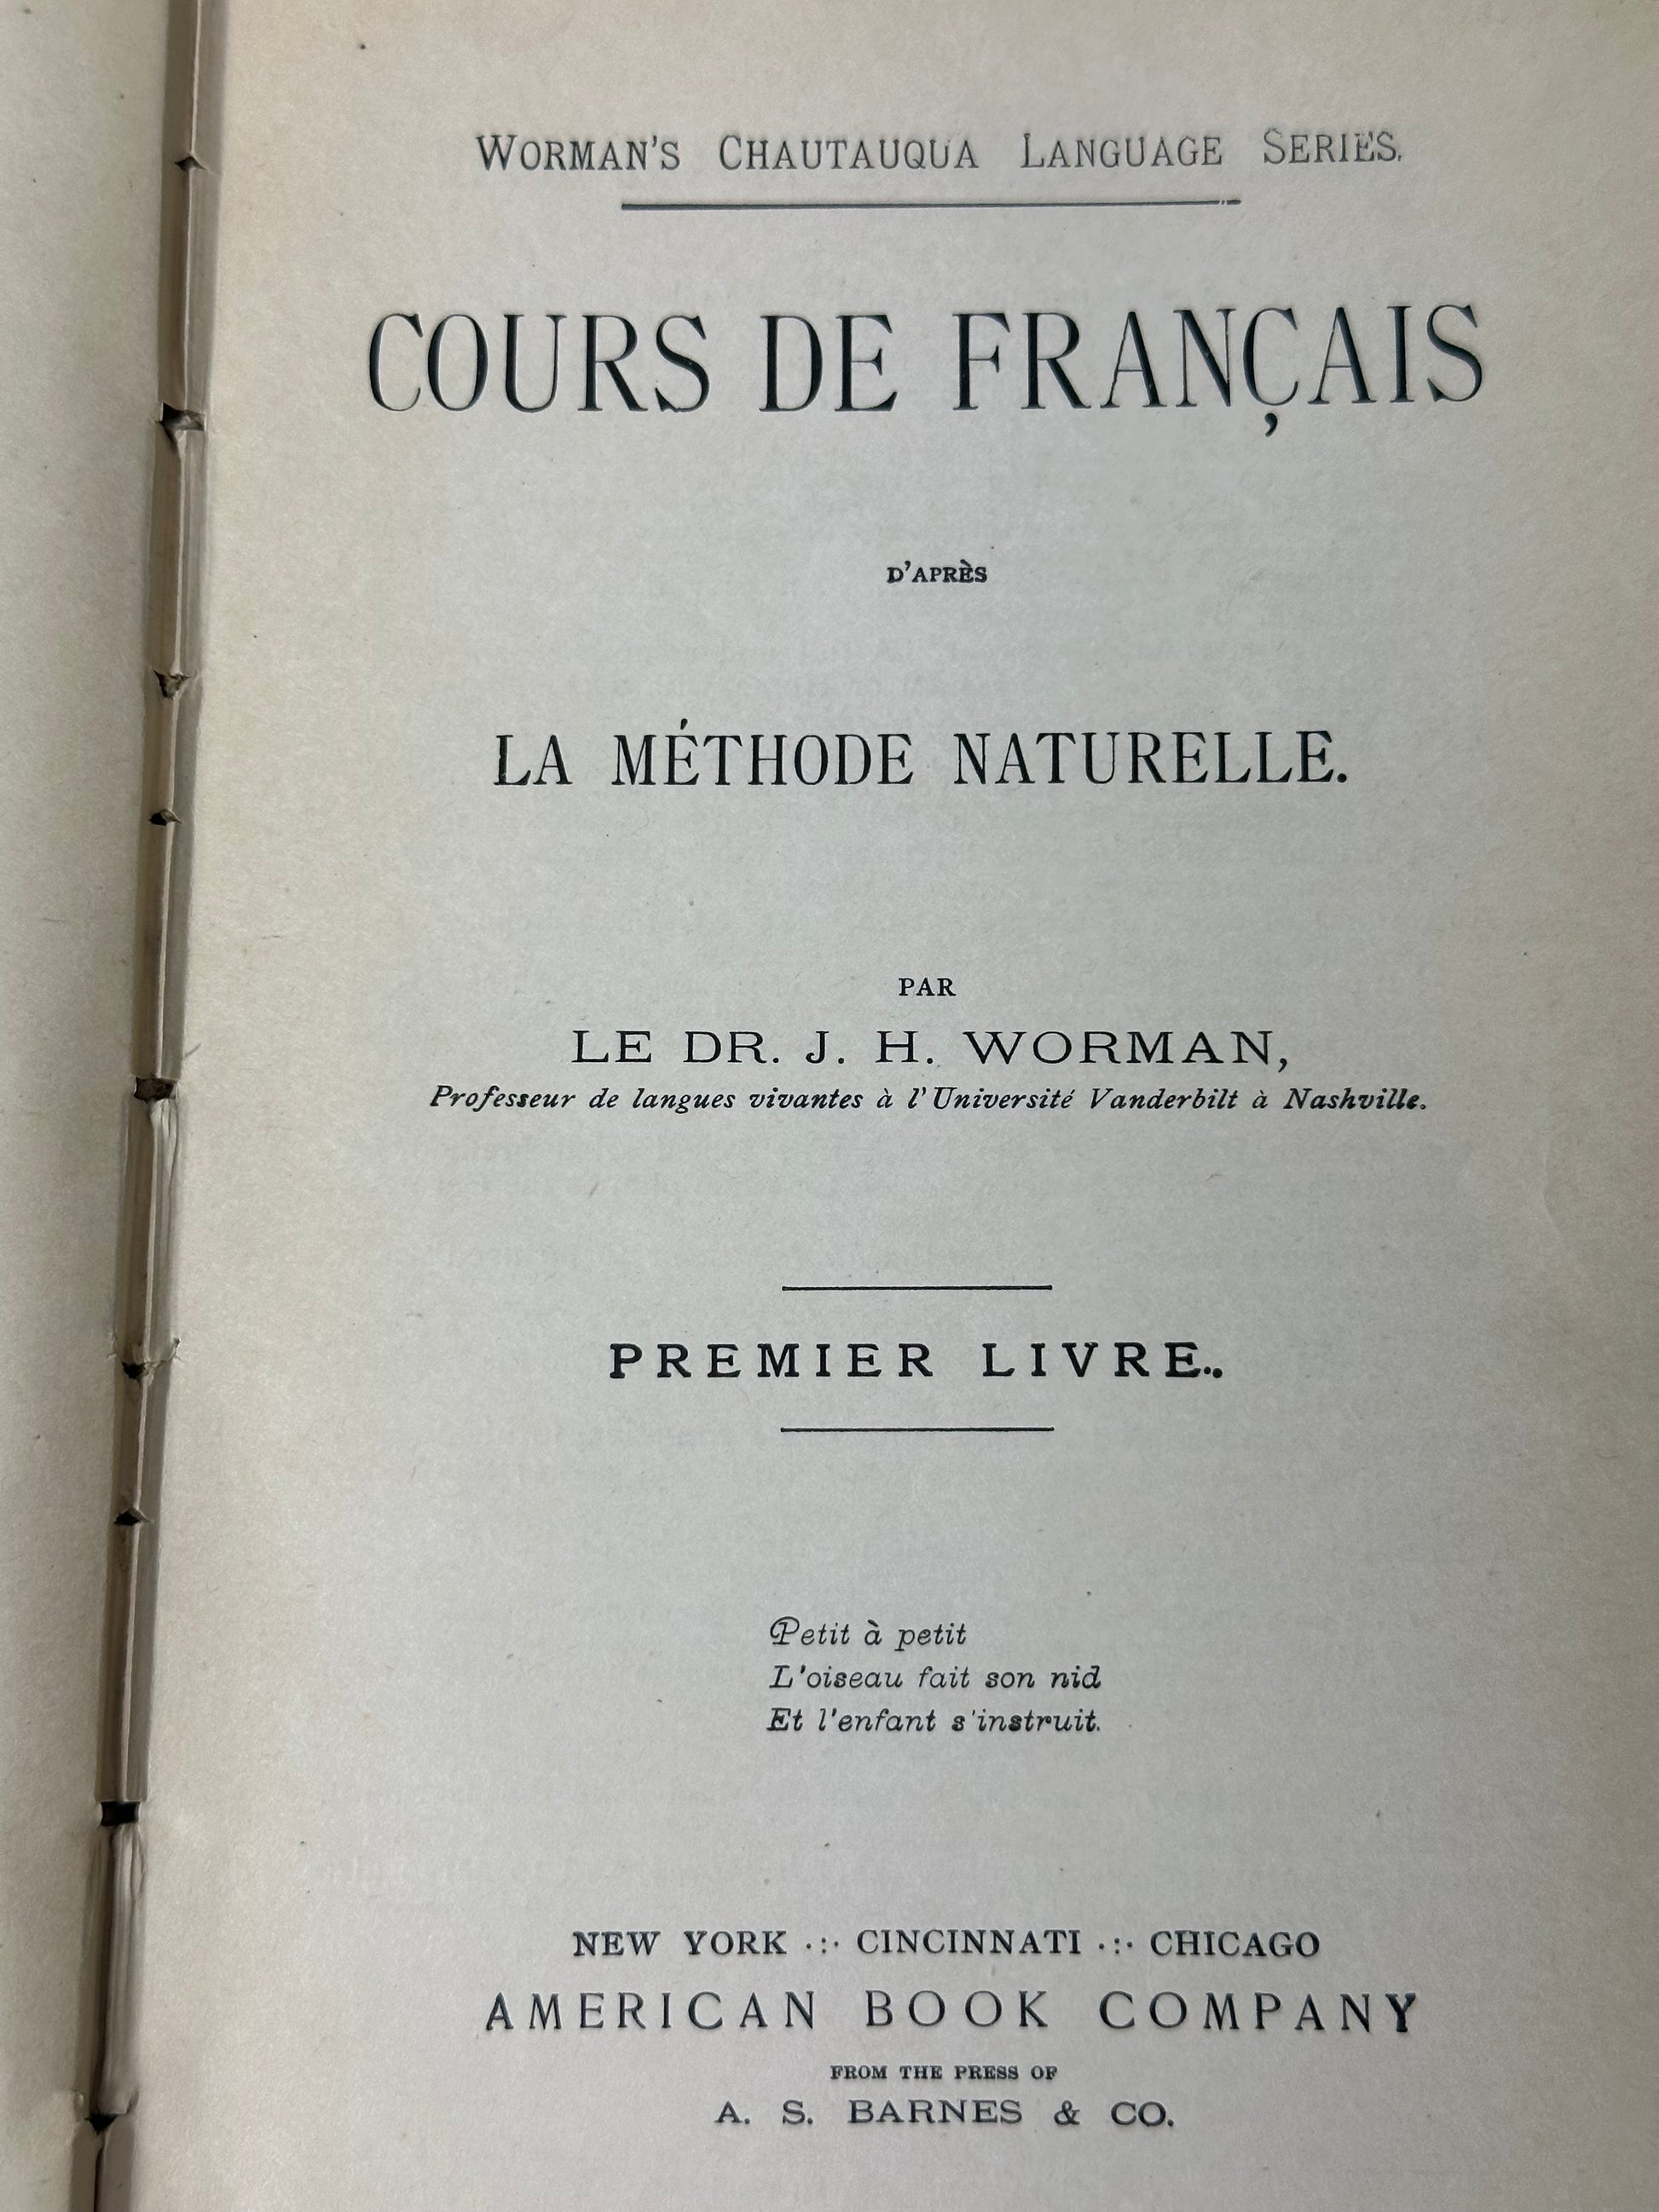 WORMAN'S CHAUTAUQUA LANGUAGE SERIES.
COURS DE FRANÇAIS
D'APRÈS
LA MÉTHODE NATURELLE.
PAR
LE DR. J. H. WORMAN,
Professeur de langues vivantes à l'Université Vanderbilt à Nashville.
PREMIER LIVRE..
Petit à petit
L'oiseau fait son nid
Et l'enfant s'instruit.
NEW YORK .:. CINCINNATI .:. CHICAGO
AMERICAN BOOK COMPANY
FROM THE PRESS OF
A. S. BARNES & CO.